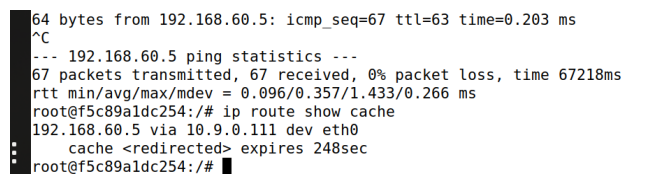 64 bytes from 192.168.60.5: icmp_seq=67 ttl=63 time=0.203 ms
^C
--- 192.168.60.5 ping statistics ---
67 packets transmitted, 67 received, 0% packet loss, time 67218ms
rtt min/avg/max/mdev = 0.096/0.357/1.433/0.266 ms
root@f5c89a1dc254:/# ip route show cache
192.168.60.5 via 10.9.0.111 dev eth0
    cache <redirected> expires 248sec
root@f5c89a1dc254:/#